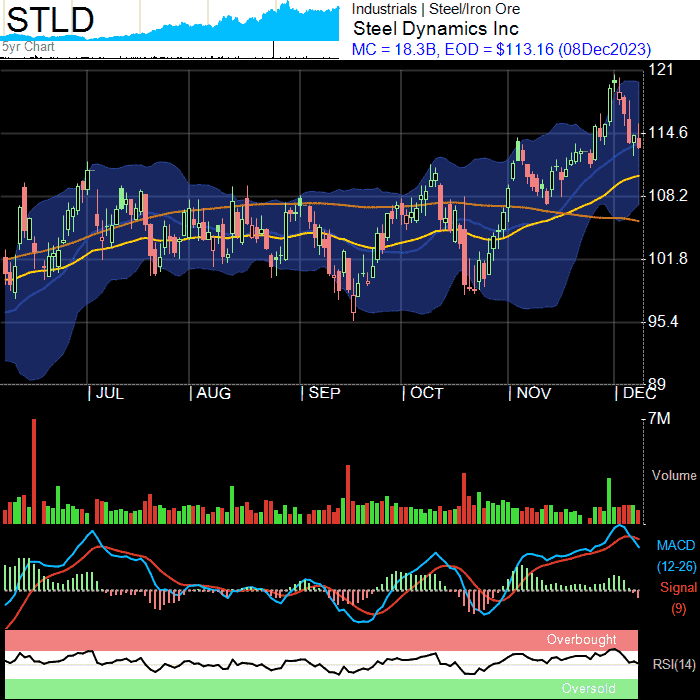 STLD
5yr Chart
Industrials | Steel/Iron Ore
Steel Dynamics Inc
MC = 18.3B, EOD = $113.16 (08Dec2023)
121
114.6
108.2
101.8
95.4
89
| JUL | AUG | SEP | OCT | NOV | DEC
7M
Volume
MACD
(12-26)
Signal
(9)
Overbought
RSI(14)
Oversold